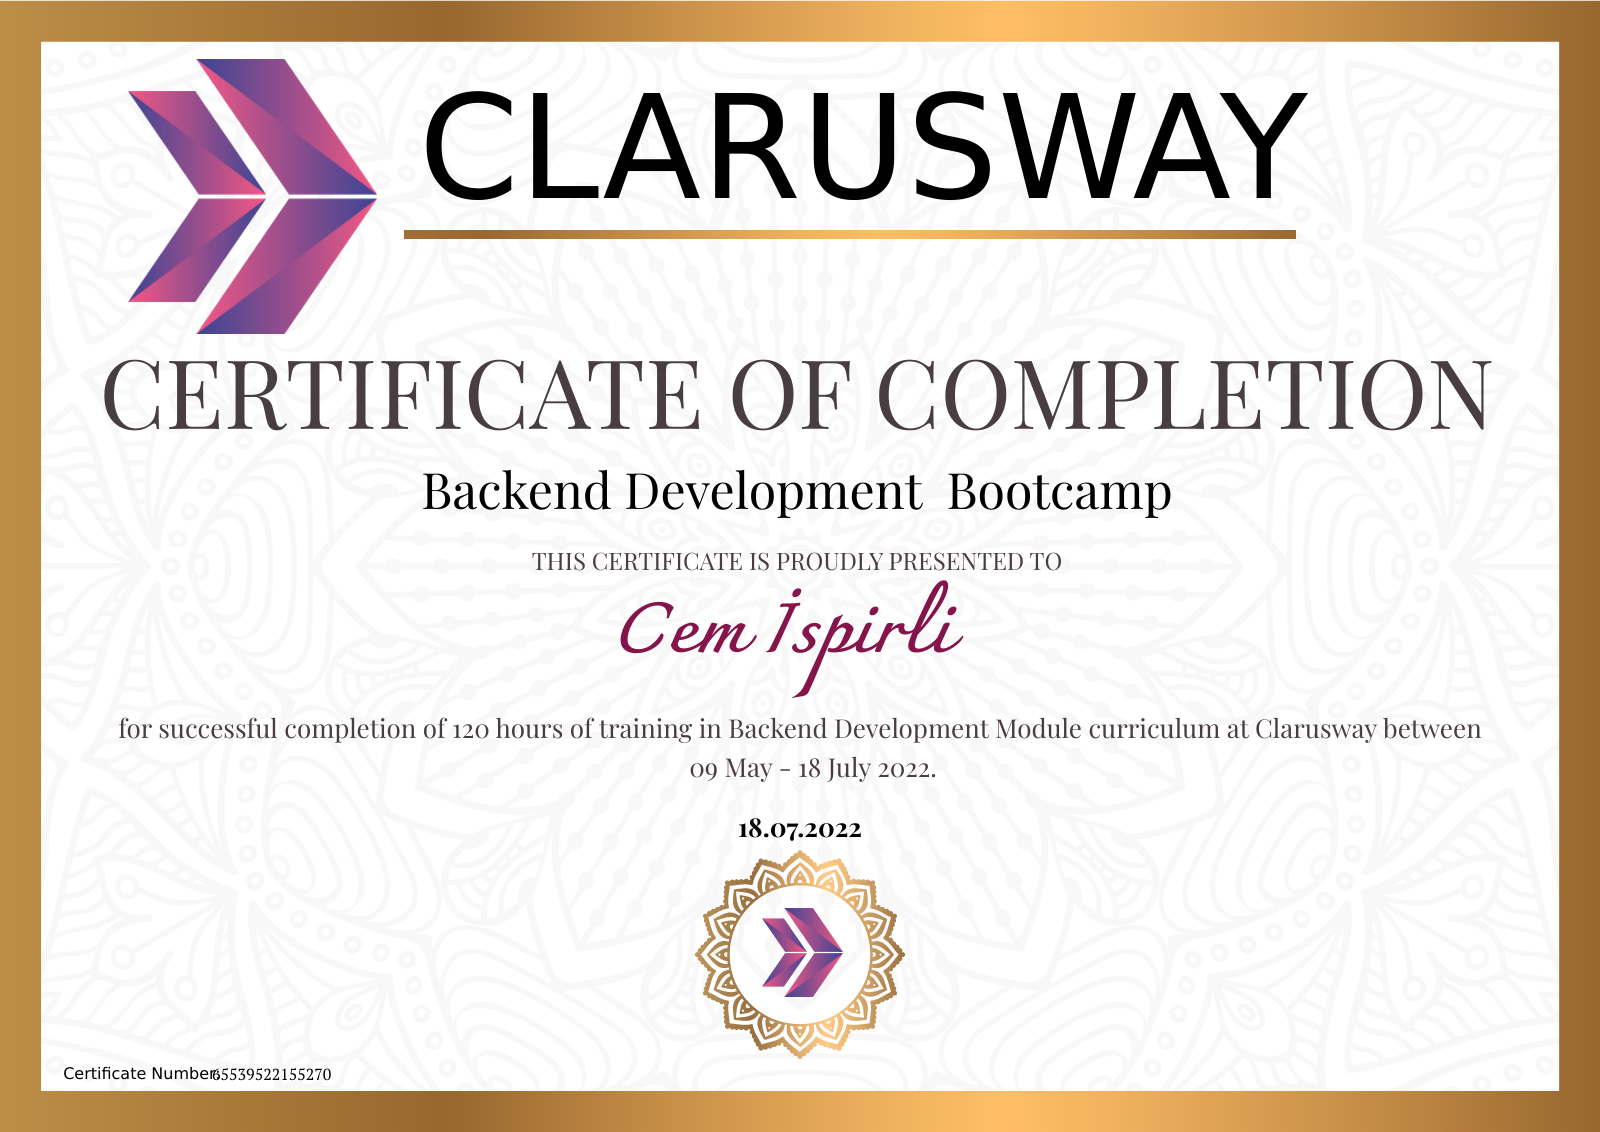 CLARUSWAY
CERTIFICATE OF COMPLETION
Backend Development Bootcamp
THIS CERTIFICATE IS PROUDLY PRESENTED TO
Cem İspirli
for successful completion of 120 hours of training in Backend Development Module curriculum at Clarusway between
09 May - 18 July 2022.
18.07.2022
Certificate Number:65539522155270